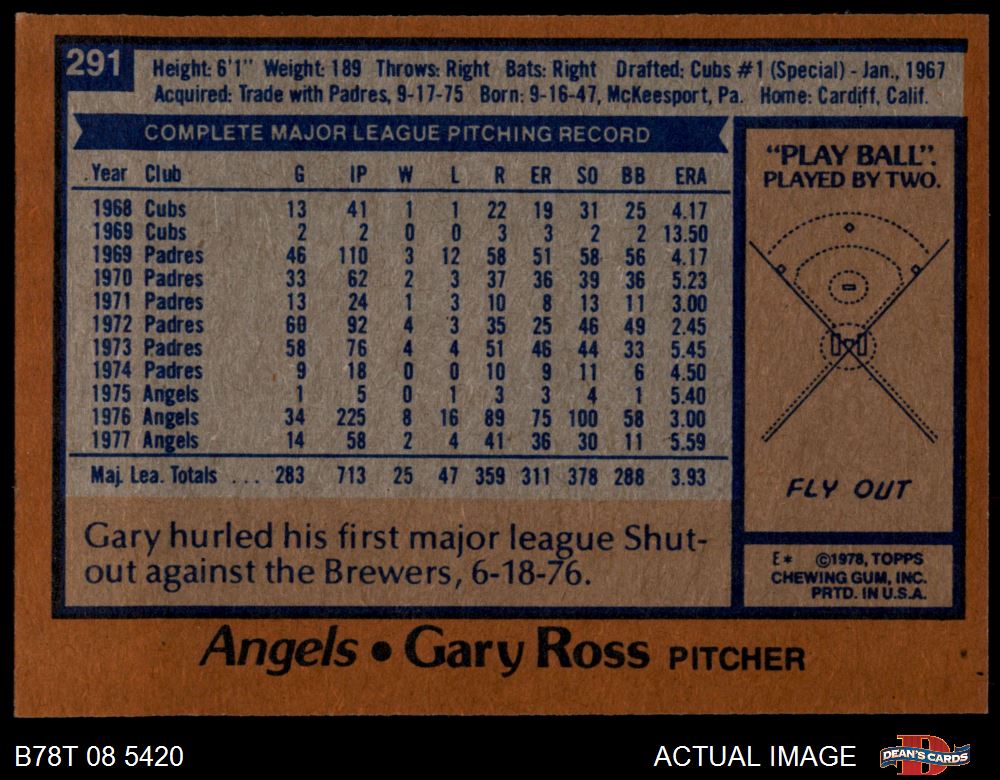 291
Height: 6'1" Weight: 189 Throws: Right Bats: Right Drafted: Cubs #1 (Special) - Jan., 1967
Acquired: Trade with Padres, 9-17-75 Born: 9-16-47, McKeesport, Pa. Home: Cardiff, Calif.
COMPLETE MAJOR LEAGUE PITCHING RECORD
Year Club G IP W L R ER SO BB ERA
1968 Cubs 13 41 1 1 22 19 31 25 4.17
1969 Cubs 2 2 0 0 3 3 2 2 13.50
1969 Padres 46 110 3 12 58 51 58 56 4.17
1970 Padres 33 62 2 3 37 36 39 36 5.23
1971 Padres 13 24 1 3 10 8 13 11 3.00
1972 Padres 60 92 4 3 35 25 46 49 2.45
1973 Padres 58 76 4 4 51 46 44 33 5.45
1974 Padres 9 18 0 0 10 9 11 6 4.50
1975 Angels 1 5 0 1 3 3 4 1 5.40
1976 Angels 34 225 8 16 89 75 100 58 3.00
1977 Angels 14 58 2 4 41 36 30 11 5.59
Maj. Lea. Totals ... 283 713 25 47 359 311 378 288 3.93
Gary hurled his first major league Shut-
out against the Brewers, 6-18-76.
"PLAY BALL".
PLAYED BY TWO.
FLY OUT
E* ©1978, TOPPS
CHEWING GUM, INC.
PRTD. IN U.S.A.
Angels • Gary Ross PITCHER
B78T 08 5420 ACTUAL IMAGE
DEAN'S CARDS